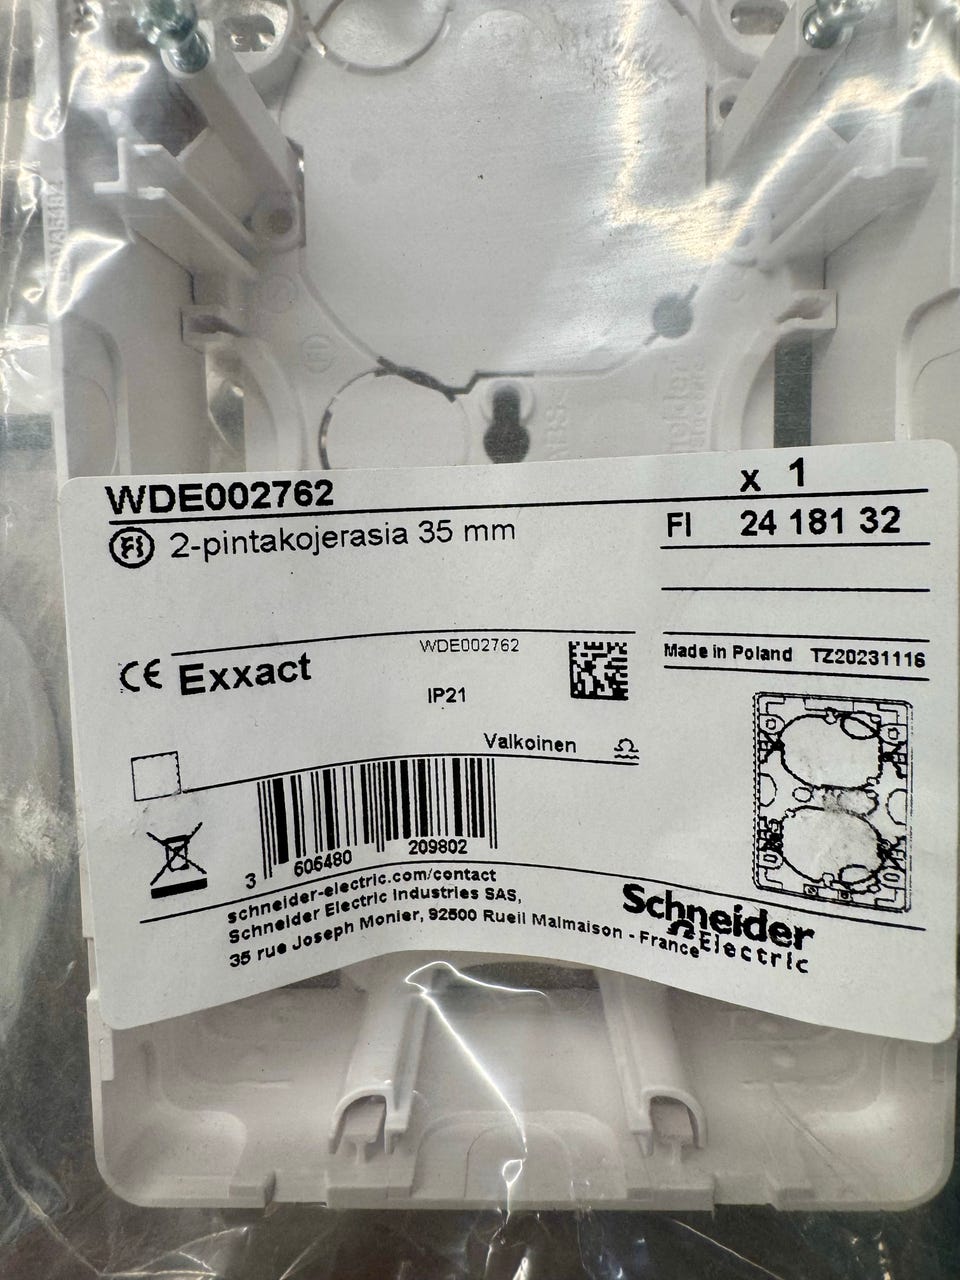 WDE002762
x 1
FI 2-pintakojerasia 35 mm
FI 24 181 32
CE Exxact
WDE002762
IP21
Made in Poland TZ20231116
Valkoinen
3 606480 209802
schneider-electric.com/contact
Schneider Electric Industries SAS,
35 rue Joseph Monier, 92500 Rueil Malmaison - France
Schneider
Electric